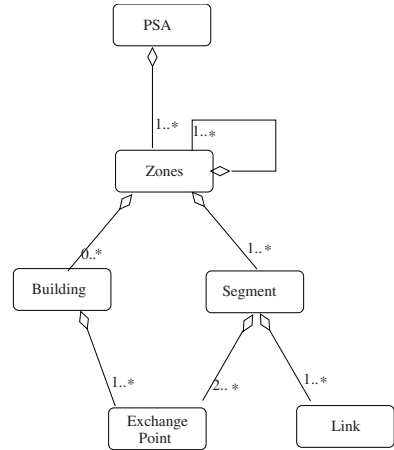 PSA
1..*
1..*
Zones
0..*
1..*
Building
Segment
1..*
2..*
1..*
Exchange
Point
Link